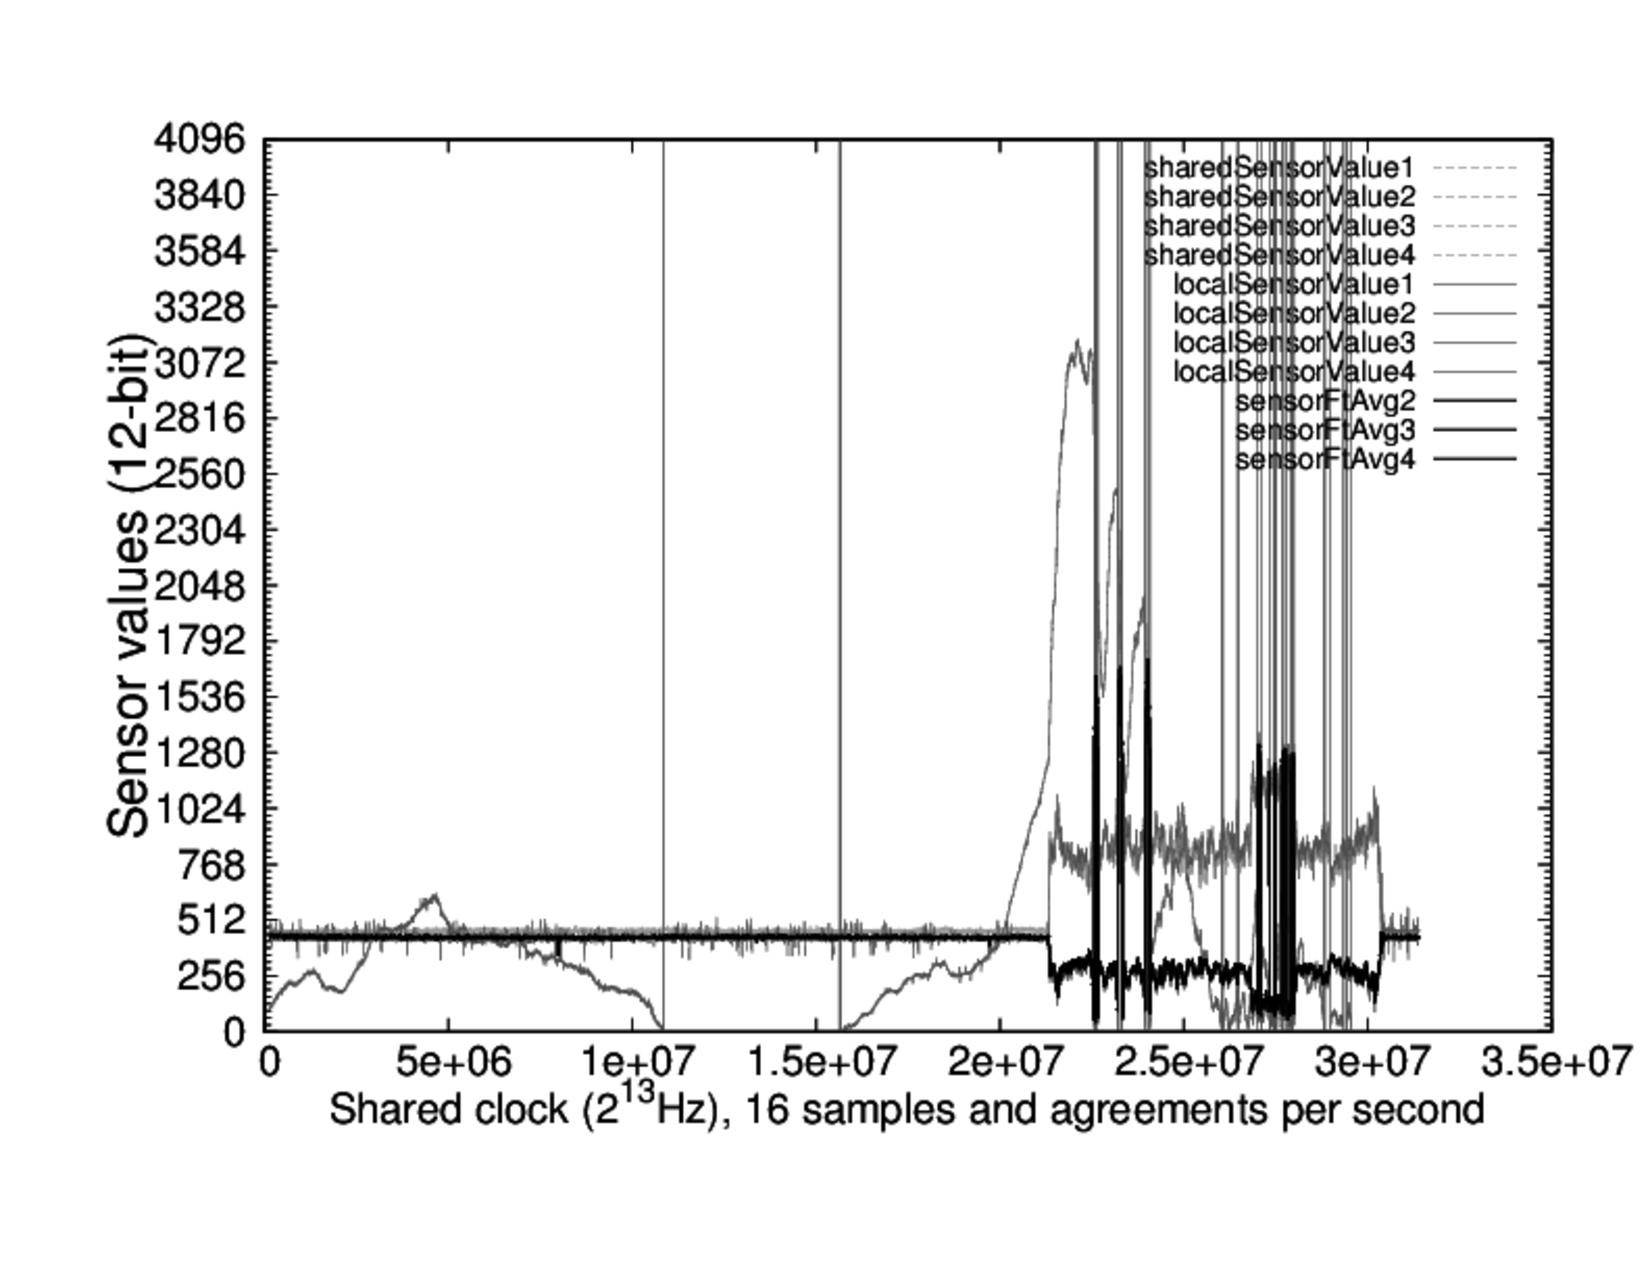 4096
3840
3584
3328
3072
2816
2560
2304
2048
1792
1536
1280
1024
768
512
256
0
Sensor values (12-bit)
sharedSensorValue1
sharedSensorValue2
sharedSensorValue3
sharedSensorValue4
localSensorValue1
localSensorValue2
localSensorValue3
localSensorValue4
sensorFtAvg2
sensorFtAvg3
sensorFtAvg4
0 5e+06 1e+07 1.5e+07 2e+07 2.5e+07 3e+07 3.5e+07
Shared clock (2^13Hz), 16 samples and agreements per second